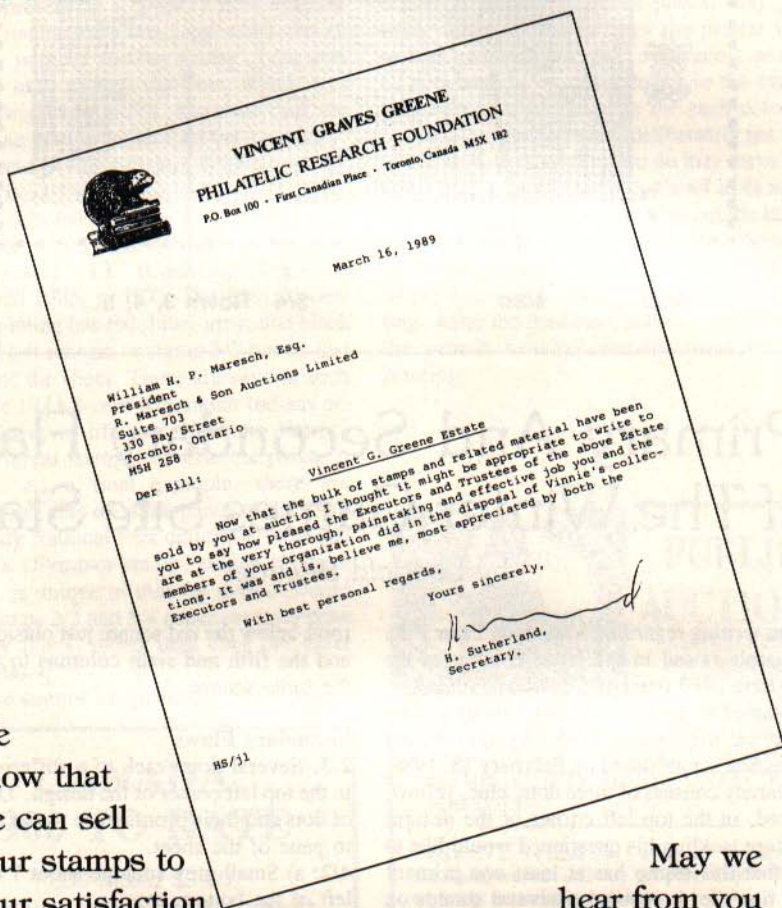 VINCENT GRAVES GREENE
PHILATELIC RESEARCH FOUNDATION
P.O. Box 100 · First Canadian Place · Toronto, Canada M5X 1B2
March 16, 1989
William H. P. Maresch, Esq.
President
R. Maresch & Son Auctions Limited
Suite 703
330 Bay Street
Toronto, Ontario
M5H 2S8
Def Bill:
Vincent G. Greene Estate
Now that the bulk of stamps and related material have been
sold by you at auction I thought it might be appropriate to write to
you to say how pleased the Executors and Trustees of the above Estate
are at the very thorough, painstaking and effective job you and the
members of your organization did in the disposal of Vinnie's collec-
tions. It was and is, believe me, most appreciated by both the
Executors and Trustees.
With best personal regards,
Yours sincerely,
H. Sutherland,
Secretary,
HS/jl
ow that
can sell
ur stamps to
ur satisfaction
May we
hear from you